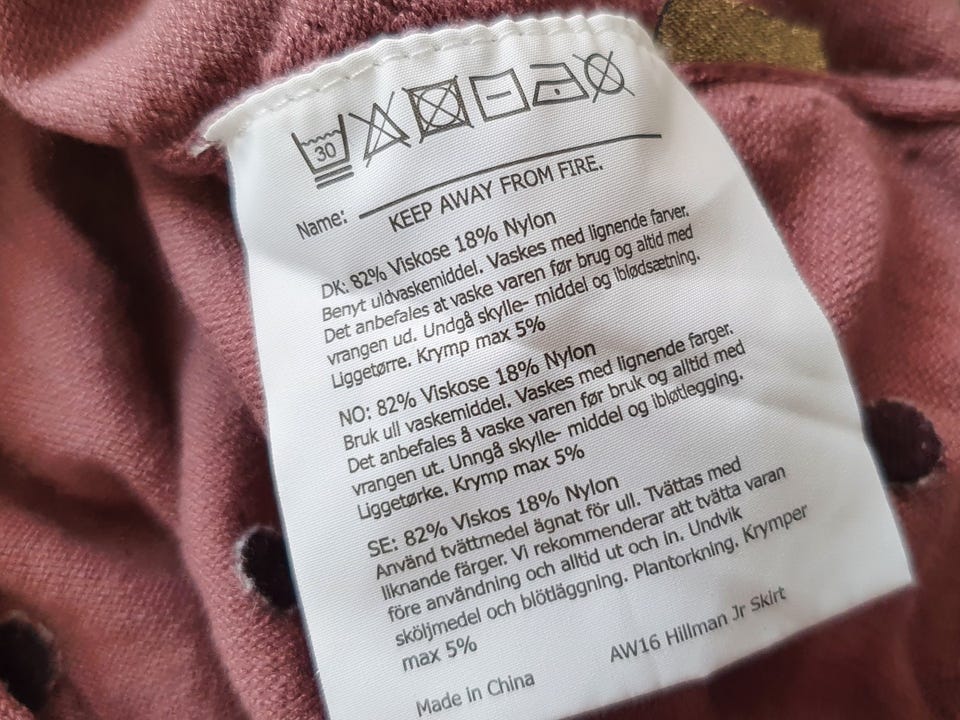 30
Name:
KEEP AWAY FROM FIRE.
DK: 82% Viskose 18% Nylon
Benyt uldvaskemiddel. Vaskes med lignende farver.
Det anbefales at vaske varen før brug og altid med
vrangen ud. Undgå skylle- middel og iblødsætning.
Liggetørre. Krymp max 5%
NO: 82% Viskose 18% Nylon
Bruk ull vaskemiddel. Vaskes med lignende farger.
Det anbefales å vaske varen før bruk og alltid med
vrangen ut. Unngå skylle- middel og ibløtlegging.
Liggetørke. Krymp max 5%
SE: 82% Viskos 18% Nylon
Använd tvättmedel ägnat för ull. Tvättas med
liknande färger. Vi rekommenderar att tvätta varan
före användning och alltid ut och In. Undvik
sköljmedel och blötläggning. Plantorkning. Krymper
max 5%
AW16 Hillman Jr Skirt
Made in China